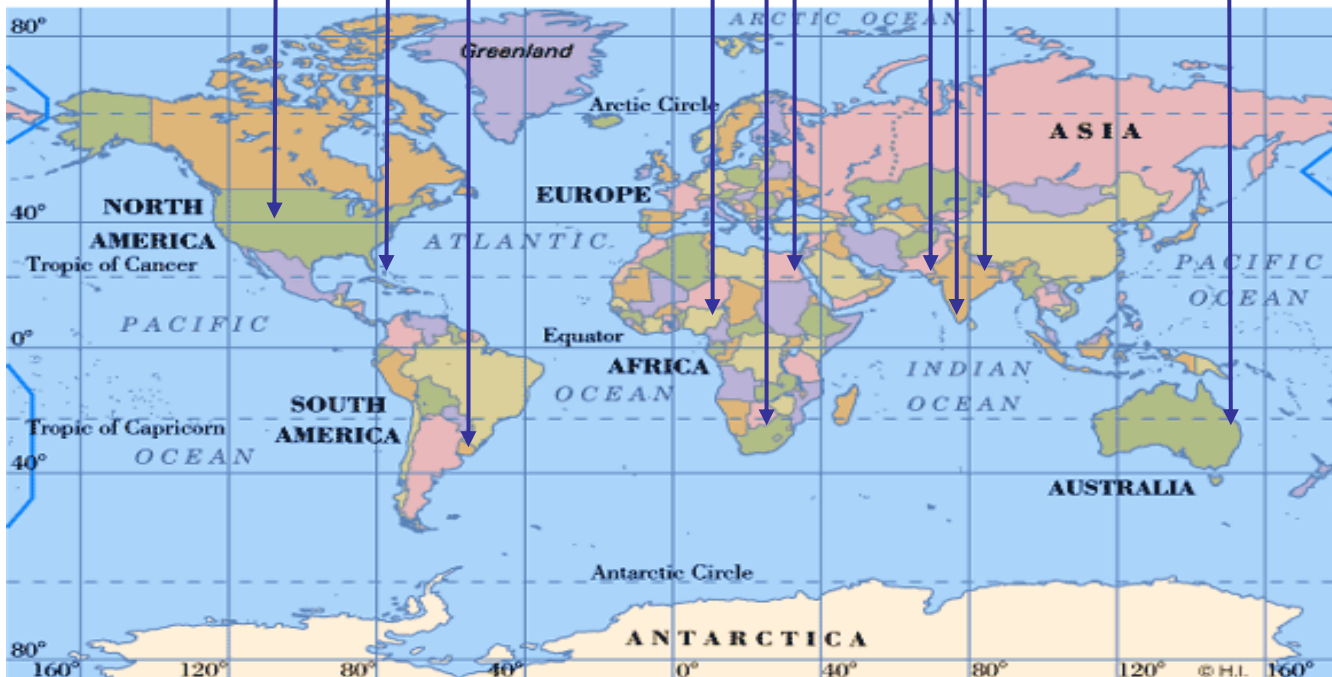 80°
ARCTIC OCEAN
Greenland
Arctic Circle
ASIA
EUROPE
NORTH
AMERICA
40°
ATLANTIC
Tropic of Cancer
PACIFIC
OCEAN
PACIFIC
Equator
0°
AFRICA
OCEAN
INDIAN
OCEAN
SOUTH
AMERICA
Tropic of Capricorn
OCEAN
40°
AUSTRALIA
Antarctic Circle
ANTARCTICA
80°
160° 120° 80° 40° 0° 40° 80° 120° © H.I. 160°